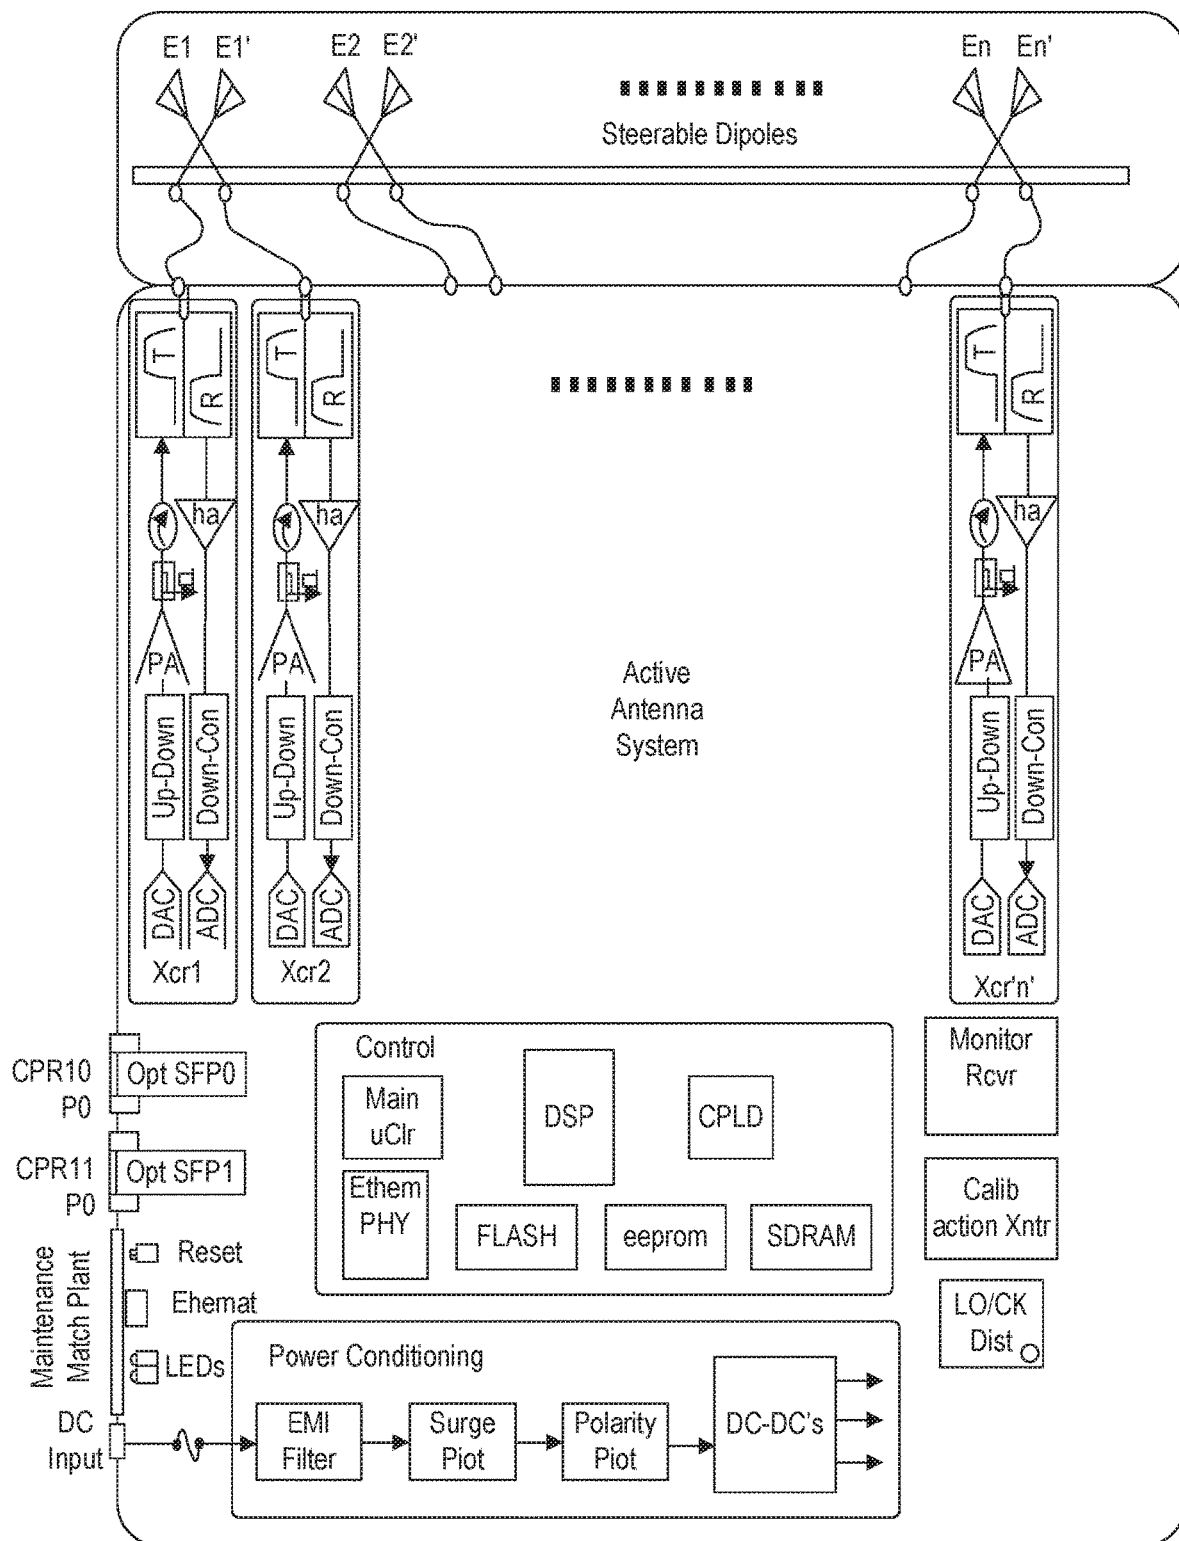 E1 E1' E2 E2' En En'
Steerable Dipoles
T R T R T R
ha ha ha
PA PA PA
Up-Down Down-Con Up-Down Down-Con Up-Down Down-Con
DAC ADC DAC ADC DAC ADC
Xcr1 Xcr2 Xcr'n'
Active
Antenna
System
CPR10
P0
Opt SFP0
CPR11
P0
Opt SFP1
Maintenance
Match Plant
Reset
Ehemat
LEDs
DC
Input
Control
Main
uClr
DSP
CPLD
Ethem
PHY
FLASH
eeprom
SDRAM
Monitor
Rcvr
Calib
action Xntr
LO/CK
Dist
Power Conditioning
EMI
Filter
Surge
Piot
Polarity
Piot
DC-DC's